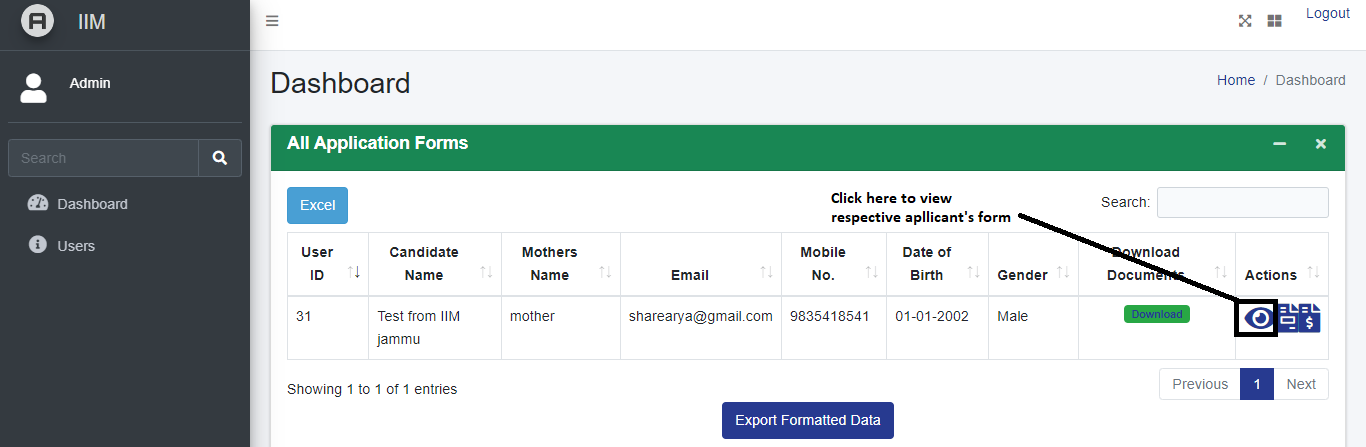 A IIM
Logout
Admin
Dashboard
Home / Dashboard
Search
All Application Forms
Dashboard
Users
Excel
Click here to view
respective apllicant's form
Search:
User
ID
Candidate
Name
Mothers
Name
Email
Mobile
No.
Date of
Birth
Gender
Download
Documents
Actions
31
Test from IIM
jammu
mother
sharearya@gmail.com
9835418541
01-01-2002
Male
Download
Showing 1 to 1 of 1 entries
Previous 1 Next
Export Formatted Data